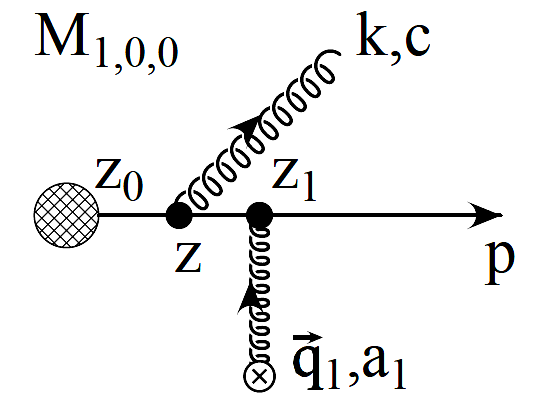 M₁,₀,₀
k,c
z₀
z₁
z
p
q⃗₁,a₁